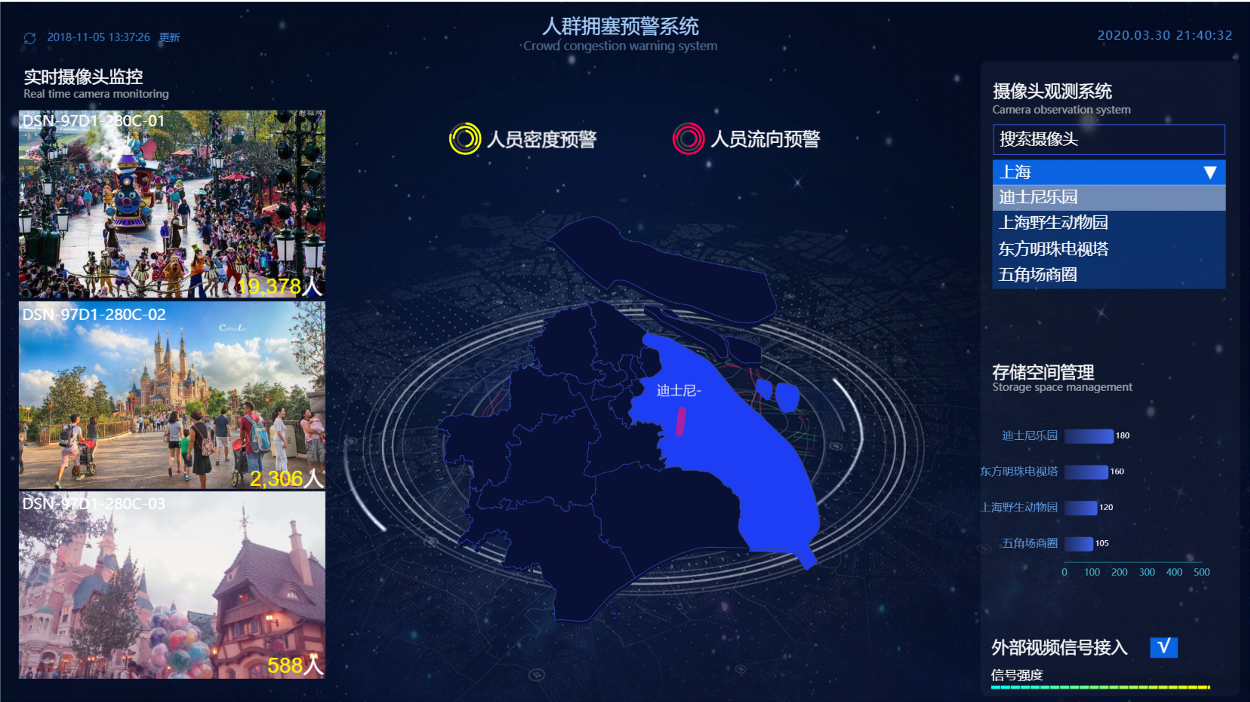 人群拥塞预警系统
Crowd congestion warning system
2018-11-05 13:37:26 更新
2020.03.30 21:40:32
实时摄像头监控
Real time camera monitoring
DSN-97D1-280C-01
19,378人
DSN-97D1-280C-02
2,306人
DSN-97D1-280C-03
588人
人员密度预警
人员流向预警
迪士尼-
摄像头观测系统
Camera observation system
搜索摄像头
上海
迪士尼乐园
上海野生动物园
东方明珠电视塔
五角场商圈
存储空间管理
Storage space management
迪士尼乐园 180
东方明珠电视塔 160
上海野生动物园 120
五角场商圈 105
0 100 200 300 400 500
外部视频信号接入 √
信号强度